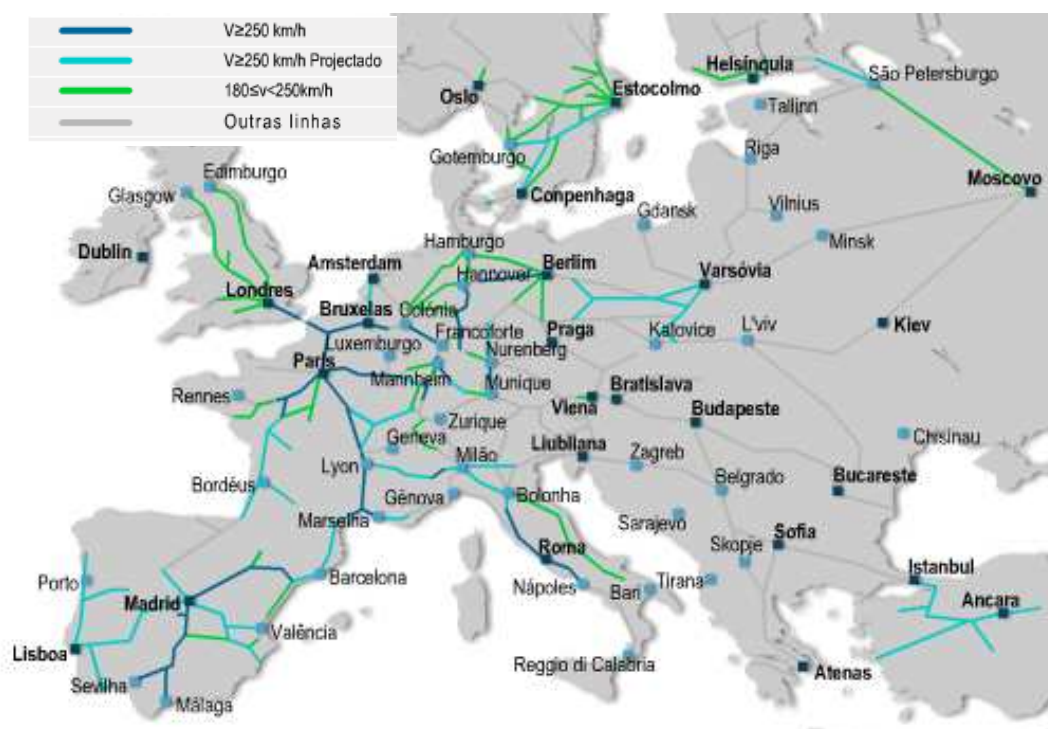 V≥250 km/h
V≥250 km/h Projectado
180≤v<250km/h
Outras linhas
Helsínquia
São Petersburgo
Oslo
Estocolmo
Tallinn
Gotemburgo
Riga
Edimburgo
Glasgow
Conpenhaga
Moscovo
Gdansk
Vilnius
Minsk
Dublin
Hamburgo
Amsterdam
Hannover
Berlim
Varsóvia
Londres
Bruxelas
Colónia
Francoforte
Praga
Katovice
L'viv
Kiev
Luxemburgo
Nurenberg
Paris
Mannheim
Munique
Bratislava
Rennes
Viena
Budapeste
Zurique
Geneva
Chisinau
Lyon
Milão
Liubliana
Zagreb
Bordéus
Génova
Bolonha
Belgrado
Bucareste
Marselha
Sarajevo
Sofia
Roma
Skopje
Porto
Barcelona
Nápoles
Bari
Tirana
Istanbul
Madrid
Ancara
Valência
Lisboa
Reggio di Calabria
Atenas
Sevilha
Málaga